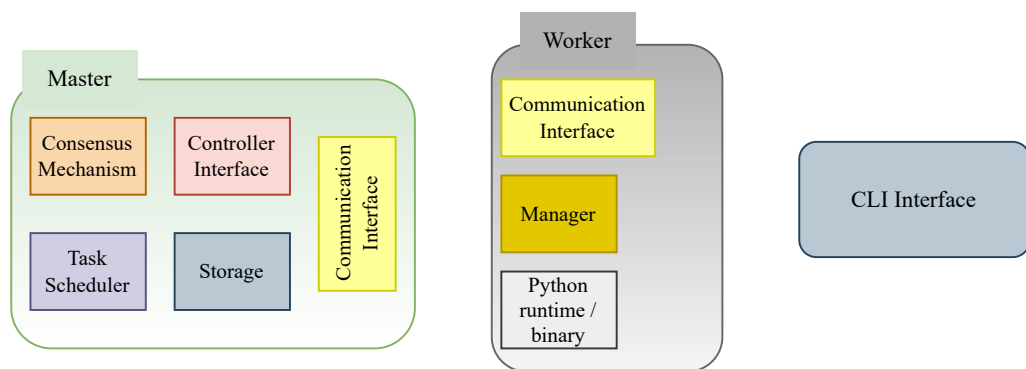 Master
Consensus
Mechanism
Controller
Interface
Communication
Interface
Task
Scheduler
Storage
Worker
Communication
Interface
Manager
Python
runtime /
binary
CLI Interface